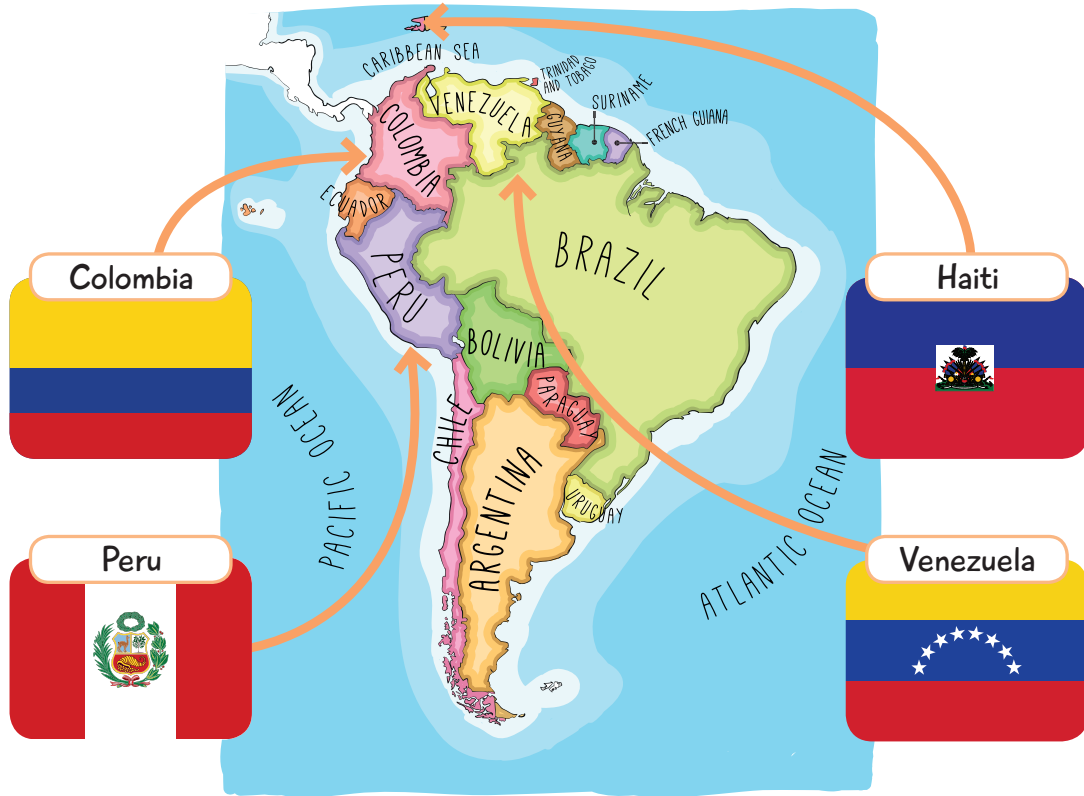 CARIBBEAN SEA
TRINIDAD
AND TOBAGO
VENEZUELA
SURINAME
GUYANA
FRENCH GUIANA
COLOMBIA
ECUADOR
BRAZIL
PERU
Colombia
Haiti
BOLIVIA
PARAGUAY
CHILE
PACIFIC OCEAN
ARGENTINA
URUGUAY
ATLANTIC OCEAN
Peru
Venezuela